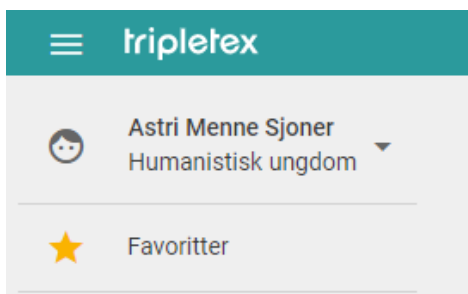 tripletex
Astri Menne Sjoner
Humanistisk ungdom
Favoritter